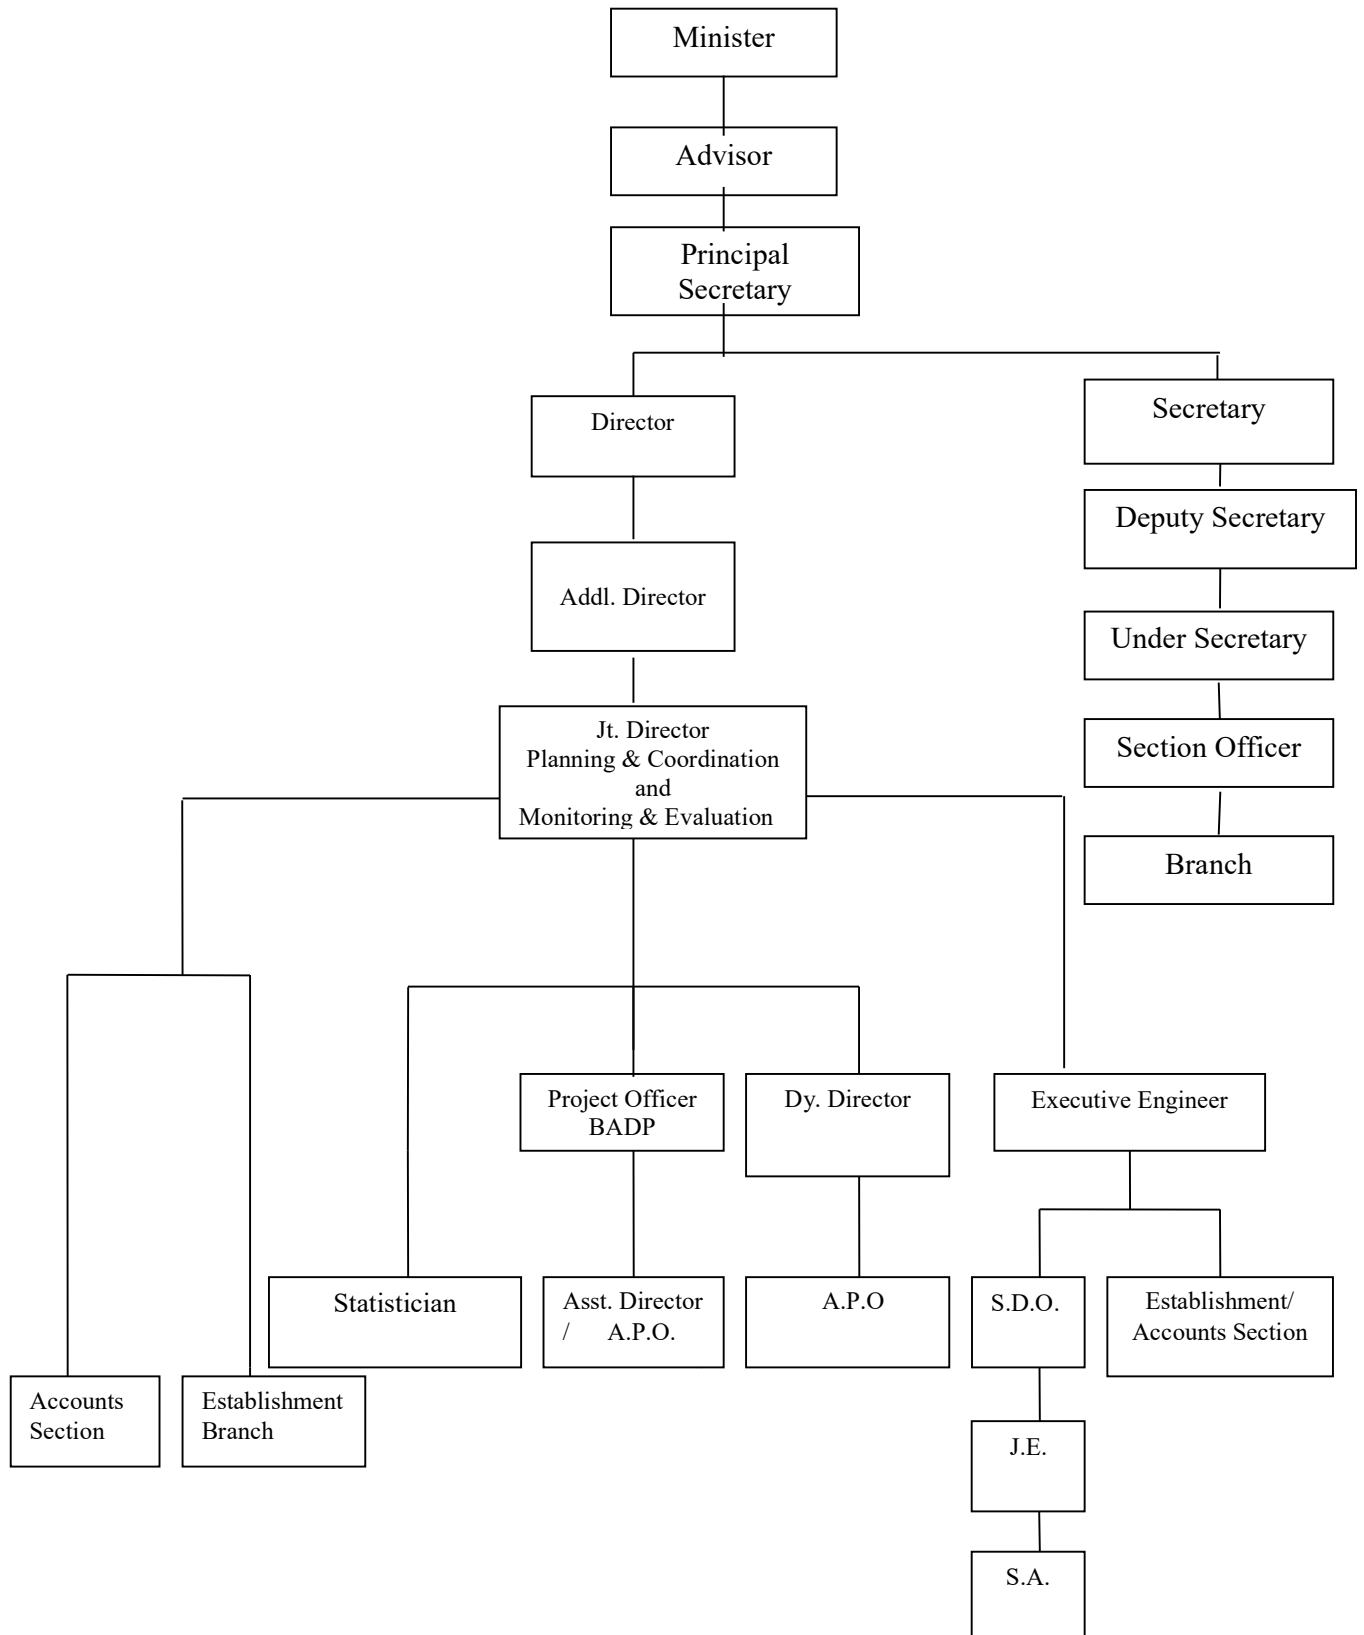 Minister
Advisor
Principal
Secretary
Director
Secretary
Deputy Secretary
Addl. Director
Under Secretary
Jt. Director
Planning & Coordination
and
Monitoring & Evaluation
Section Officer
Branch
Project Officer
BADP
Dy. Director
Executive Engineer
Statistician
Asst. Director
/ A.P.O.
A.P.O
S.D.O.
Establishment/
Accounts Section
Accounts
Section
Establishment
Branch
J.E.
S.A.